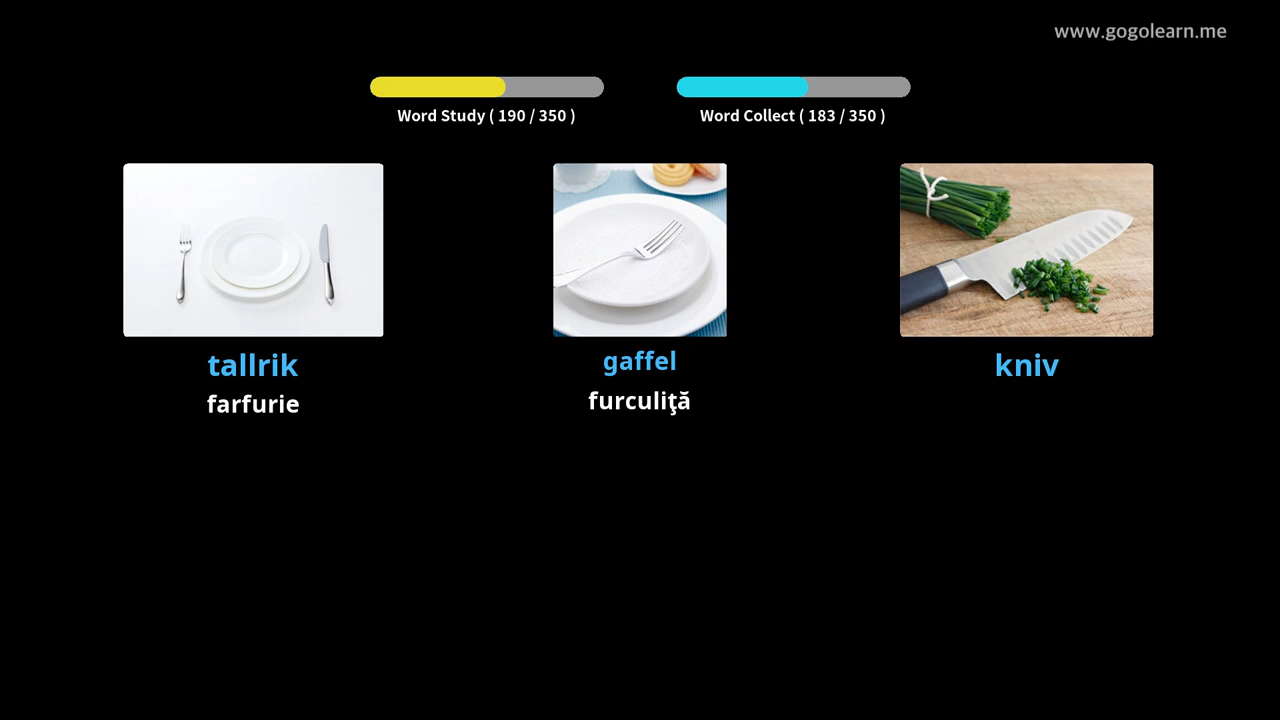 www.gogolearn.me
Word Study ( 190 / 350 )
Word Collect ( 183 / 350 )
tallrik
farfurie
gaffel
furculiţă
kniv